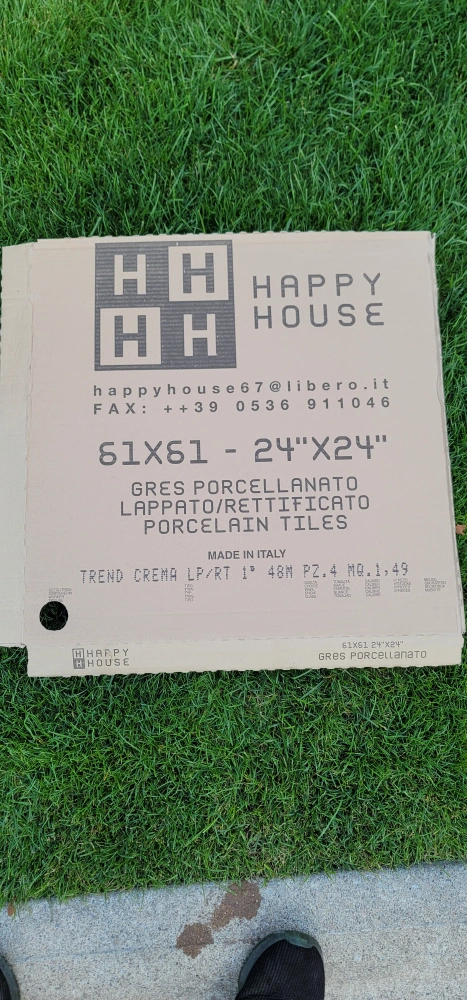 HH
HH
HAPPY
HOUSE
happyhouse67@libero.it
FAX: ++39 0536 911046
61X61 - 24"X24"
GRES PORCELLANATO
LAPPATO/RETTIFICATO
PORCELAIN TILES
MADE IN ITALY
TREND CREMA LP/RT 1° 48M PZ.4 MQ.1,49
H HAPPY
H HOUSE
61X61 24"X24"
GRES PORCELLANATO